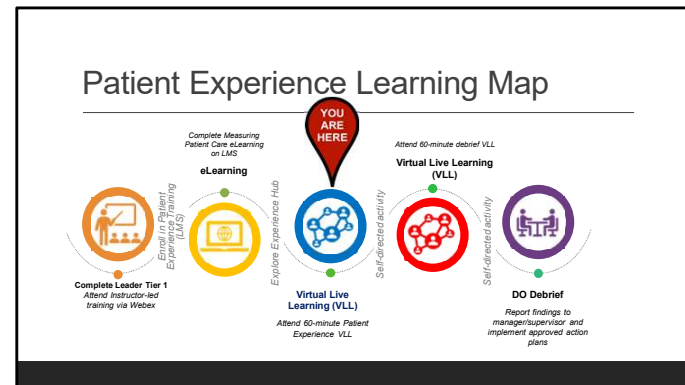 Patient Experience Learning Map
YOU
ARE
HERE
Complete Leader Tier 1
Attend Instructor-led
training via Webex
Enroll in Patient
Experience Training
(LMS)
Complete Measuring
Patient Care eLearning
on LMS
eLearning
Explore Experience Hub
Virtual Live
Learning (VLL)
Attend 60-minute Patient
Experience VLL
Self-directed activity
Attend 60-minute debrief VLL
Virtual Live Learning
(VLL)
Self-directed activity
DO Debrief
Report findings to
manager/supervisor and
implement approved action
plans